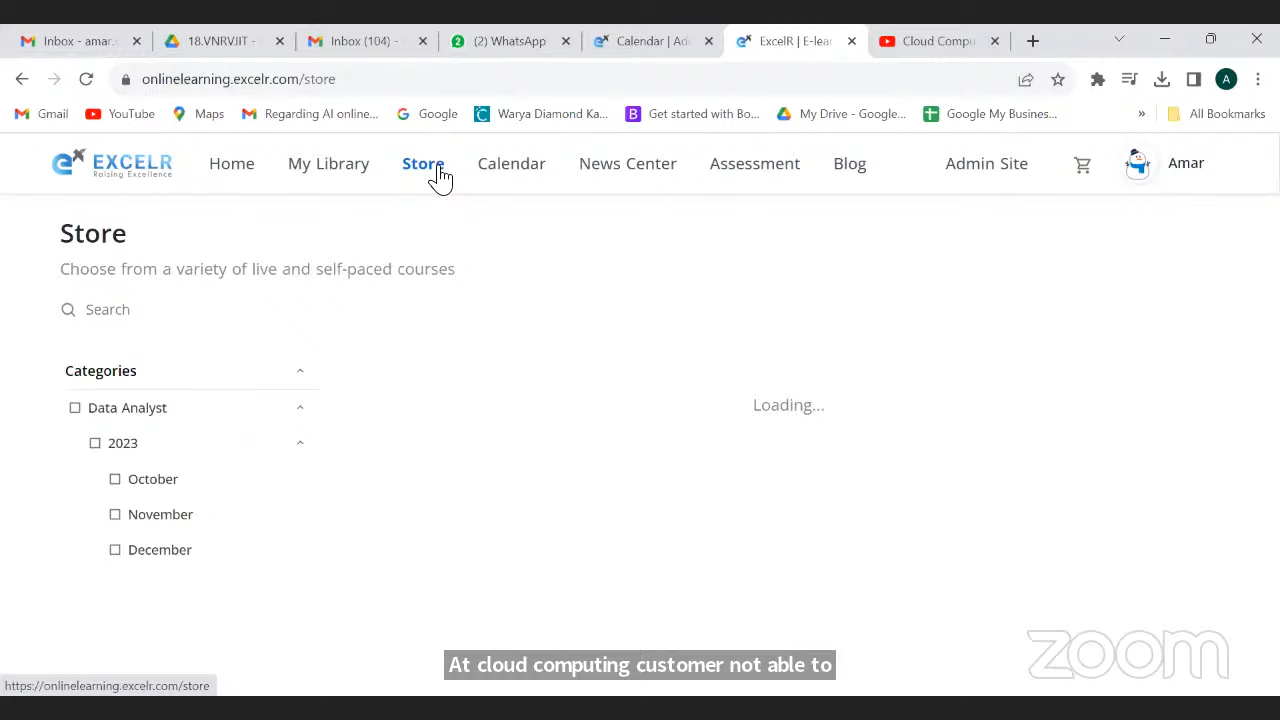 Inbox - amar.s
18.VNRVJIT -
Inbox (104) -
(2) WhatsApp
Calendar | Ad
ExcelR | E-lea
Cloud Compu
onlinelearning.excelr.com/store
A
Gmail
YouTube
Maps
Regarding AI online...
Google
Warya Diamond Ka...
Get started with Bo...
My Drive - Google...
Google My Business...
»
All Bookmarks
EXCELR
Raising Excellence
Home
My Library
Store
Calendar
News Center
Assessment
Blog
Admin Site
Amar
Store
Choose from a variety of live and self-paced courses
Search
Categories
Data Analyst
2023
October
November
December
Loading...
At cloud computing customer not able to
zoom
https://onlinelearning.excelr.com/store